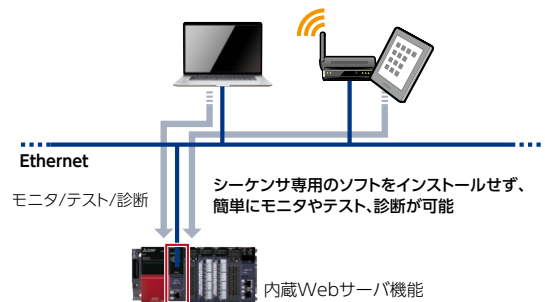 Ethernet
モニタ/テスト/診断
シーケンサ専用のソフトをインストールせず、
簡単にモニタやテスト、診断が可能
内蔵Webサーバ機能